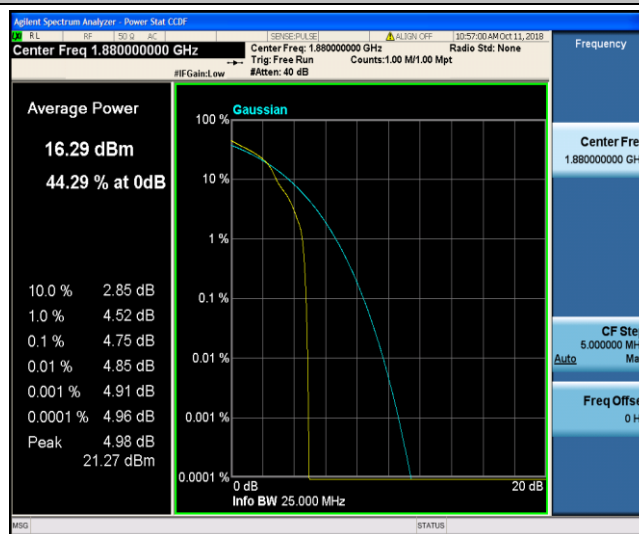 Agilent Spectrum Analyzer - Power Stat CCDF
RL RF 50 Ω AC SENSE:PULSE ALIGN OFF 10:57:00 AM Oct 11, 2018
Center Freq 1.880000000 GHz
Center Freq: 1.880000000 GHz Radio Std: None
Trig: Free Run Counts:1.00 M/1.00 Mpt
#IFGain:Low #Atten: 40 dB
Frequency
Average Power
16.29 dBm
44.29 % at 0dB
10.0 % 2.85 dB
1.0 % 4.52 dB
0.1 % 4.75 dB
0.01 % 4.85 dB
0.001 % 4.91 dB
0.0001 % 4.96 dB
Peak 4.98 dB
21.27 dBm
Gaussian
100 %
10 %
1 %
0.1 %
0.01 %
0.001 %
0.0001 %
0 dB 20 dB
Info BW 25.000 MHz
Center Fre
1.880000000 GH
CF Ste
5.000000 MH
Auto Ma
Freq Offse
0 H
MSG STATUS